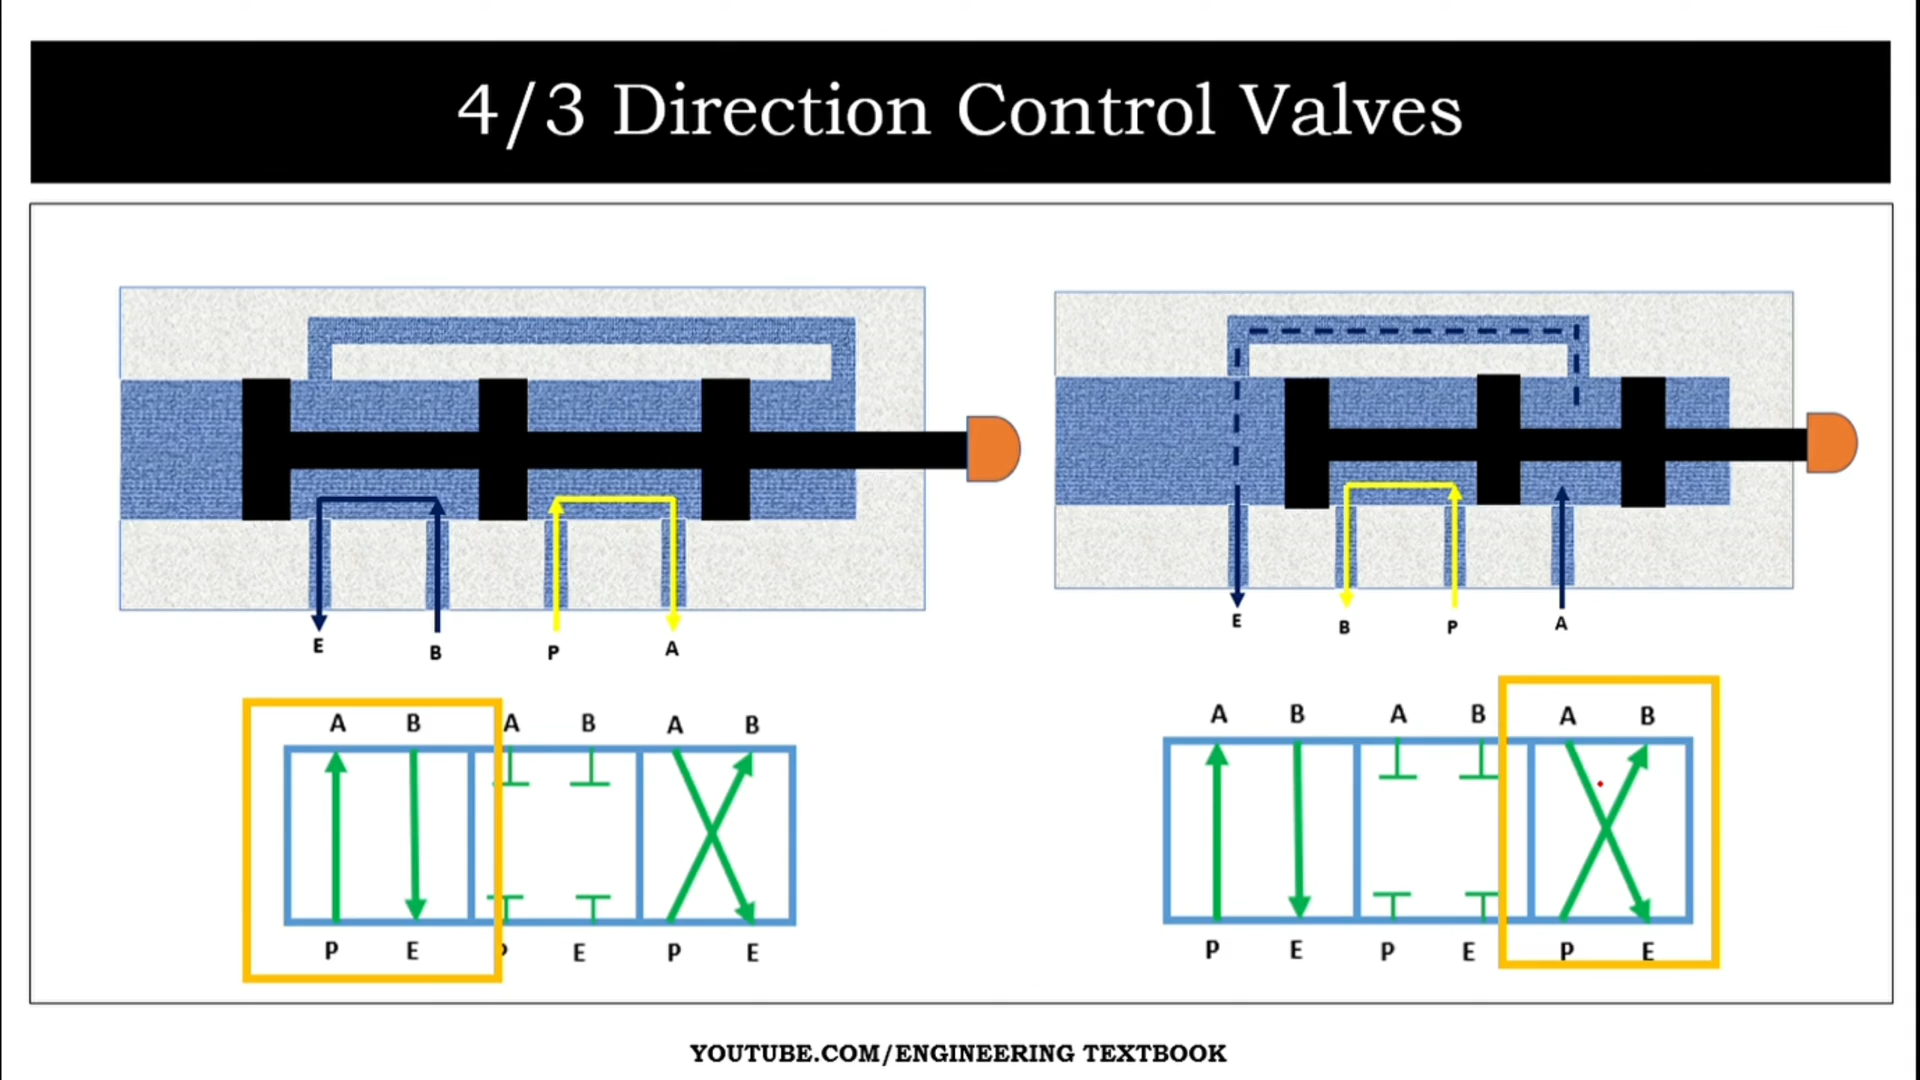 4/3 Direction Control Valves
E B P A
E B P A
A B A B A B
P E P E P E
A B A B A B
P E P E P E
YOUTUBE.COM/ENGINEERING TEXTBOOK